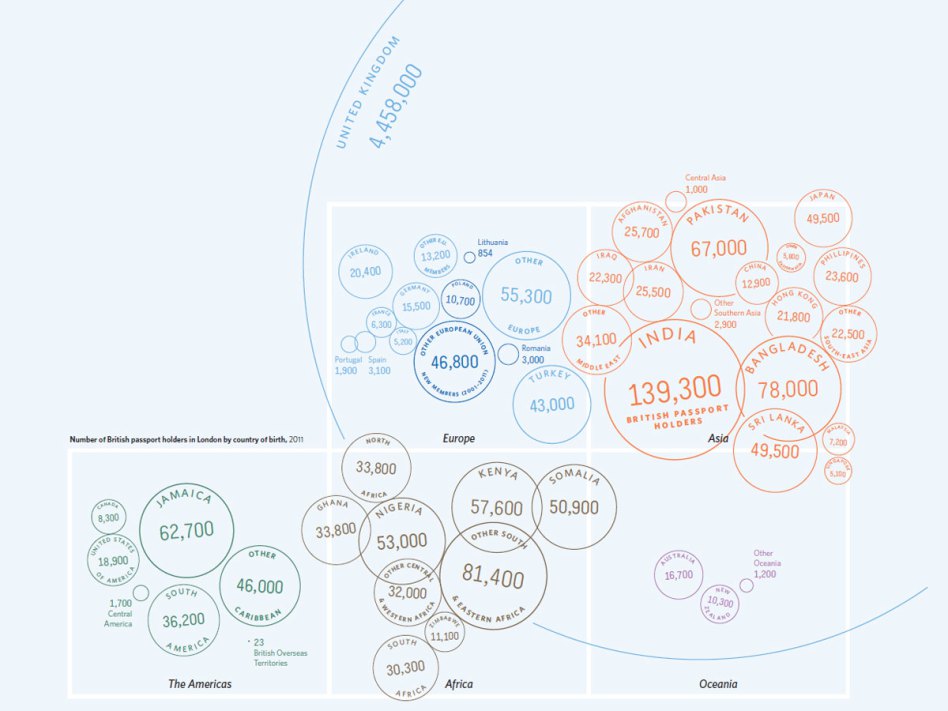 UNITED KINGDOM
4,458,000
Central Asia
1,000
JAPAN
49,500
AFGHANISTAN
25,700
PAKISTAN
67,000
IRELAND
20,400
OTHER E.U.
13,200
MEMBERS
Lithuania
854
OTHER
55,300
EUROPE
IRAQ
22,300
IRAN
25,500
CHINA
12,900
5,800
PHILLIPINES
23,600
GERMANY
15,500
POLAND
10,700
FRANCE
6,300
ITALY
5,200
Other
Southern Asia
2,900
HONG KONG
21,800
OTHER
22,500
SOUTH-EAST ASIA
Portugal
1,900
Spain
3,100
OTHER EUROPEAN UNION
46,800
NEW MEMBERS (2001-2011)
Romania
3,000
OTHER
34,100
MIDDLE EAST
TURKEY
43,000
INDIA
139,300
BRITISH PASSPORT
HOLDERS
BANGLADESH
78,000
SRI LANKA
49,500
MALAYSIA
7,200
SINGAPORE
5,100
Number of British passport holders in London by country of birth, 2011
Europe
Asia
NORTH
33,800
AFRICA
CANADA
8,300
JAMAICA
62,700
GHANA
33,800
NIGERIA
53,000
KENYA
57,600
SOMALIA
50,900
UNITED STATES
18,900
OF AMERICA
OTHER
46,000
CARIBBEAN
OTHER CENTRAL
32,000
& WESTERN AFRICA
OTHER SOUTH
81,400
& EASTERN AFRICA
AUSTRALIA
16,700
Other
Oceania
1,200
NEW
10,300
ZEALAND
1,700
Central
America
SOUTH
36,200
AMERICA
23
British Overseas
Territories
ZIMBABWE
11,100
SOUTH
30,300
AFRICA
The Americas
Africa
Oceania